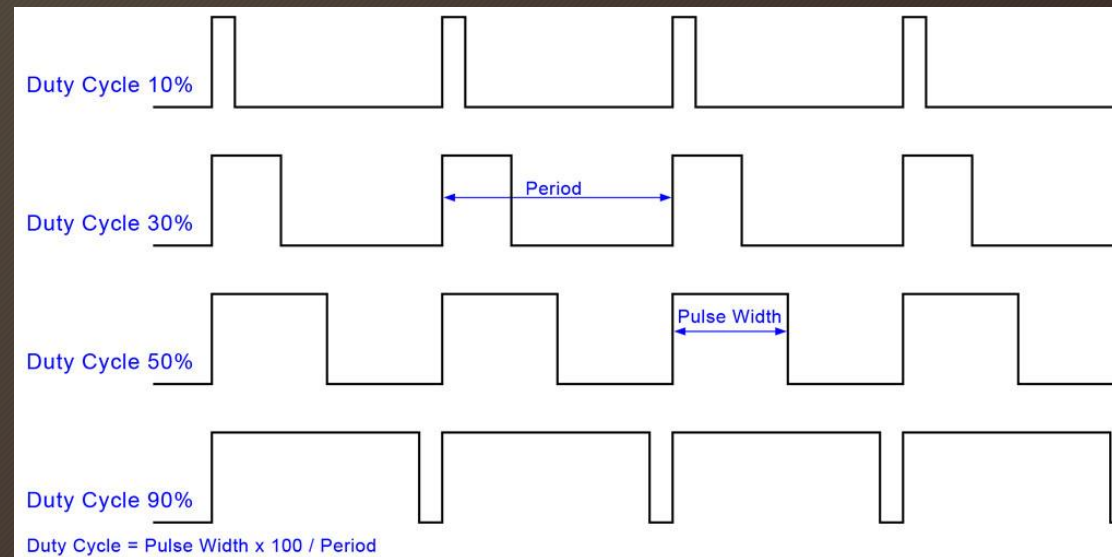 Duty Cycle 10%
Period
Duty Cycle 30%
Pulse Width
Duty Cycle 50%
Duty Cycle 90%
Duty Cycle = Pulse Width x 100 / Period